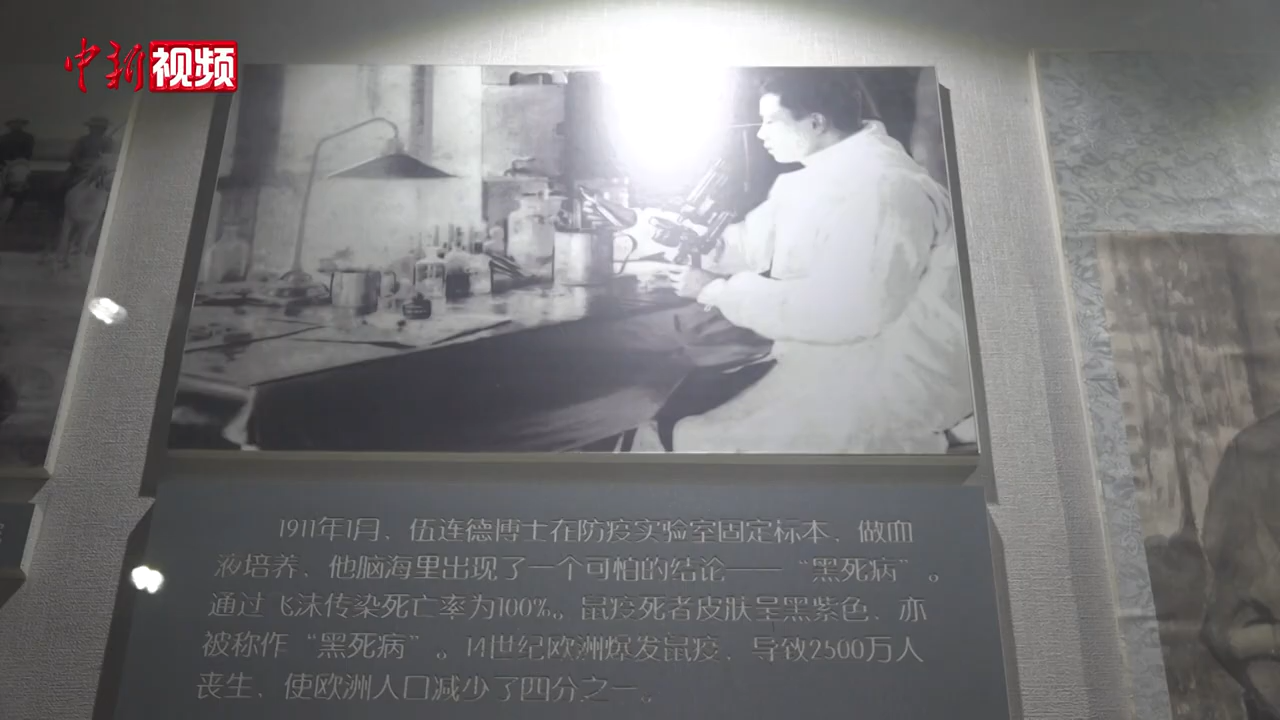 中新视频
1911年1月，伍连德博士在防疫实验室固定标本，做血
液培养，他脑海里出现了一个可怕的结论——“黑死病”。
通过飞沫传染死亡率为100%。鼠疫死者皮肤呈黑紫色，亦
被称作“黑死病”。14世纪欧洲爆发鼠疫，导致2500万人
丧生，使欧洲人口减少了四分之一。